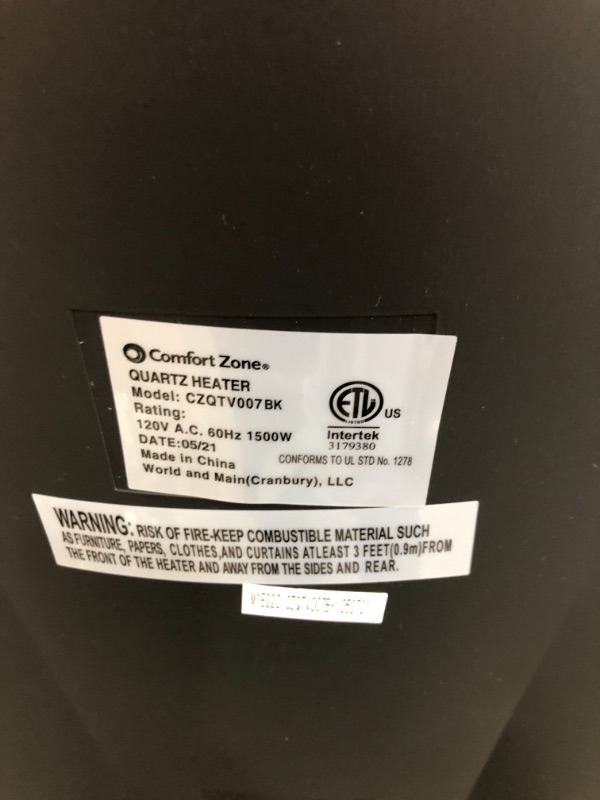 Comfort Zone®
QUARTZ HEATER
Model: CZQTV007BK
Rating:
120V A.C. 60Hz 1500W
DATE:05/21
Made in China
World and Main(Cranbury), LLC
ETL US
LISTED
Intertek
3179380
CONFORMS TO UL STD No. 1278
WARNING: RISK OF FIRE-KEEP COMBUSTIBLE MATERIAL SUCH
AS FURNITURE, PAPERS, CLOTHES,AND CURTAINS ATLEAST 3 FEET(0.9m)FROM
THE FRONT OF THE HEATER AND AWAY FROM THE SIDES AND REAR.